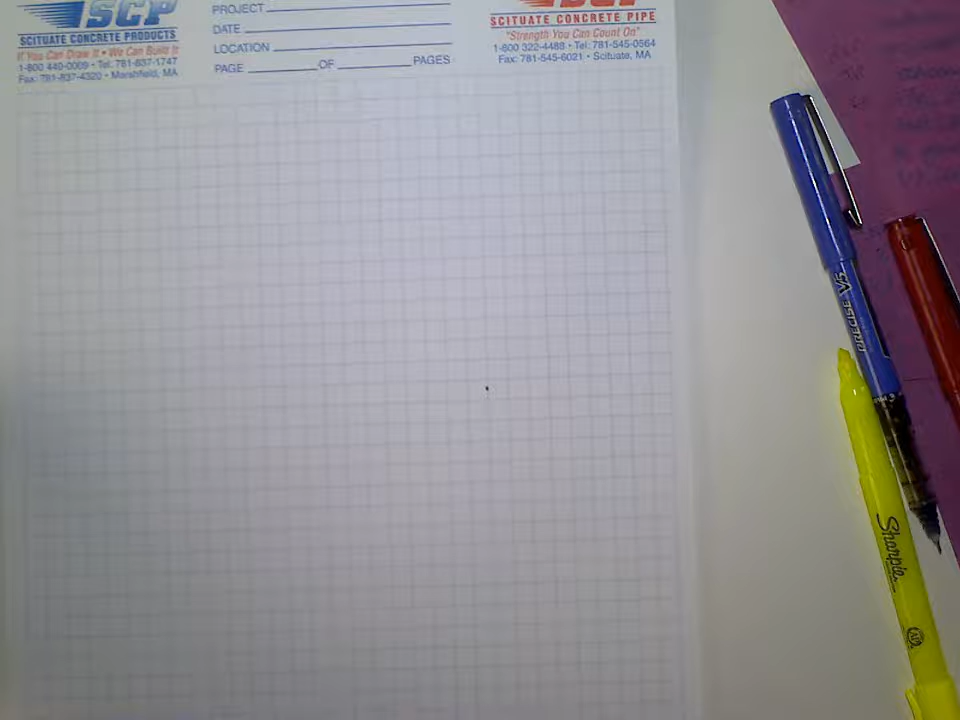 SCP
SCITUATE CONCRETE PRODUCTS
If You Can Draw It • We Can Build It
1-800 440-0009 • Tel: 781-837-1747
Fax: 781-837-4320 • Marshfield, MA
PROJECT
DATE
LOCATION
PAGE OF PAGES
SCITUATE CONCRETE PIPE
"Strength You Can Count On"
1-800 322-4488 • Tel: 781-545-0564
Fax: 781-545-6021 • Scituate, MA
PRECISE V5
Sharpie